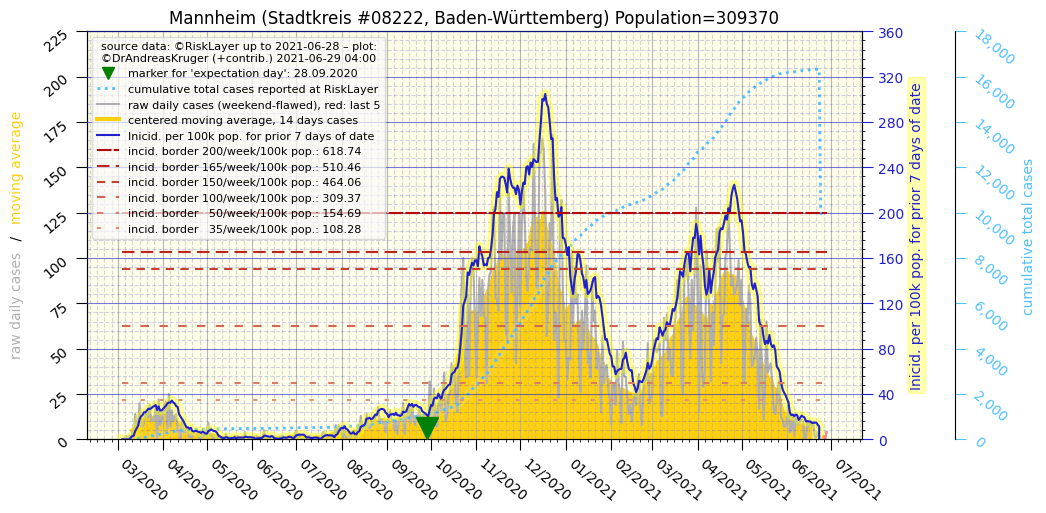 Mannheim (Stadtkreis #08222, Baden-Württemberg) Population=309370
source data: ©RiskLayer up to 2021-06-28 – plot:
©DrAndreasKruger (+contrib.) 2021-06-29 04:00
marker for 'expectation day': 28.09.2020
cumulative total cases reported at RiskLayer
raw daily cases (weekend-flawed), red: last 5
centered moving average, 14 days cases
Inicid. per 100k pop. for prior 7 days of date
incid. border 200/week/100k pop.: 618.74
incid. border 165/week/100k pop.: 510.46
incid. border 150/week/100k pop.: 464.06
incid. border 100/week/100k pop.: 309.37
incid. border   50/week/100k pop.: 154.69
incid. border   35/week/100k pop.: 108.28
raw daily cases  /  moving average
225
200
175
150
125
100
75
50
25
0
360
320
280
240
200
160
120
80
40
0
Inicid. per 100k pop. for prior 7 days of date
18,000
16,000
14,000
12,000
10,000
8,000
6,000
4,000
2,000
0
cumulative total cases
03/2020
04/2020
05/2020
06/2020
07/2020
08/2020
09/2020
10/2020
11/2020
12/2020
01/2021
02/2021
03/2021
04/2021
05/2021
06/2021
07/2021